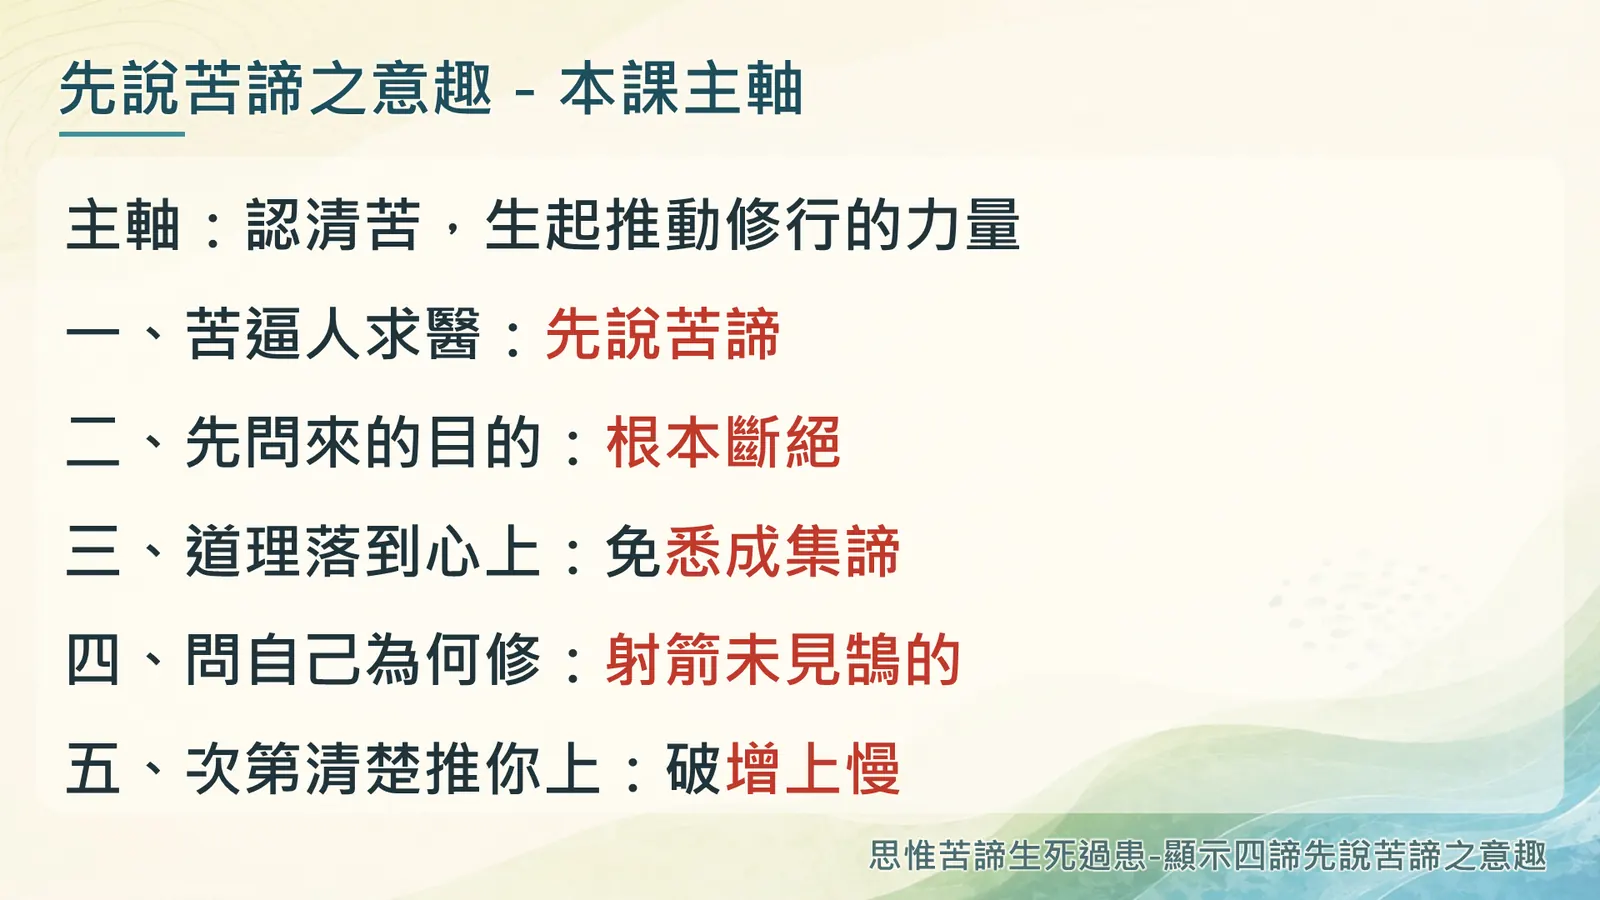 先說苦諦之意趣 - 本課主軸
主軸：認清苦，生起推動修行的力量
一、苦逼人求醫：先說苦諦
二、先問來的目的：根本斷絕
三、道理落到心上：免悉成集諦
四、問自己為何修：射箭未見鵠的
五、次第清楚推你上：破增上慢
思惟苦諦生死過患-顯示四諦先說苦諦之意趣